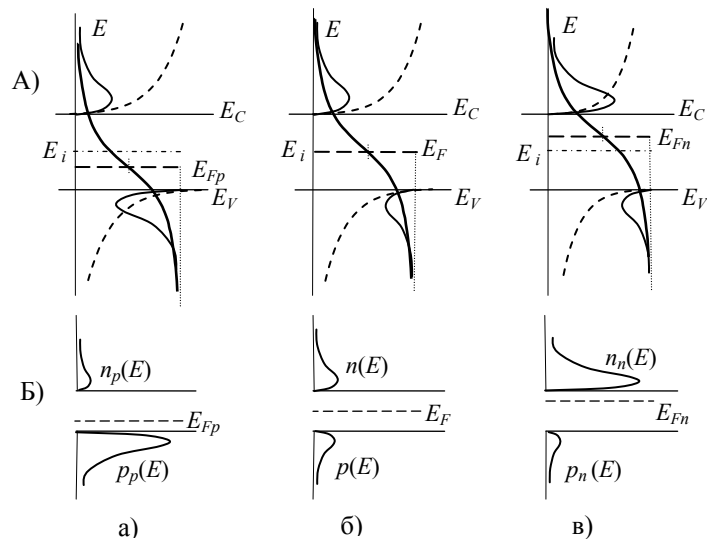 E E E
А)
E_C E_C E_C
E_i E_i E_F E_Fn
E_Fp E_i
E_V E_V E_V
n_p(E) n(E) n_n(E)
Б)
E_Fp E_F E_Fn
p_p(E) p(E) p_n(E)
а) б) в)